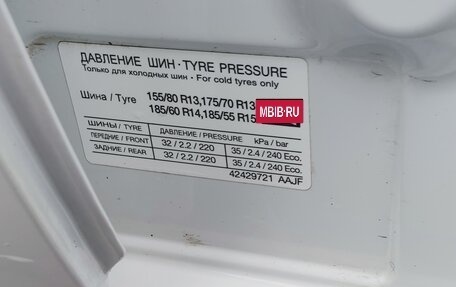 ДАВЛЕНИЕ ШИН · TYRE PRESSURE
Только для холодных шин · For cold tyres only
Шина / Tyre 155/80 R13,175/70 R13
185/60 R14,185/55 R15
MBIB.RU
ШИНЫ / TYRE ДАВЛЕНИЕ / PRESSURE kPa / bar
ПЕРЕДНИЕ / FRONT 32 / 2.2 / 220 35 / 2.4 / 240 Eco.
ЗАДНИЕ / REAR 32 / 2.2 / 220 35 / 2.4 / 240 Eco.
42429721 AAJF